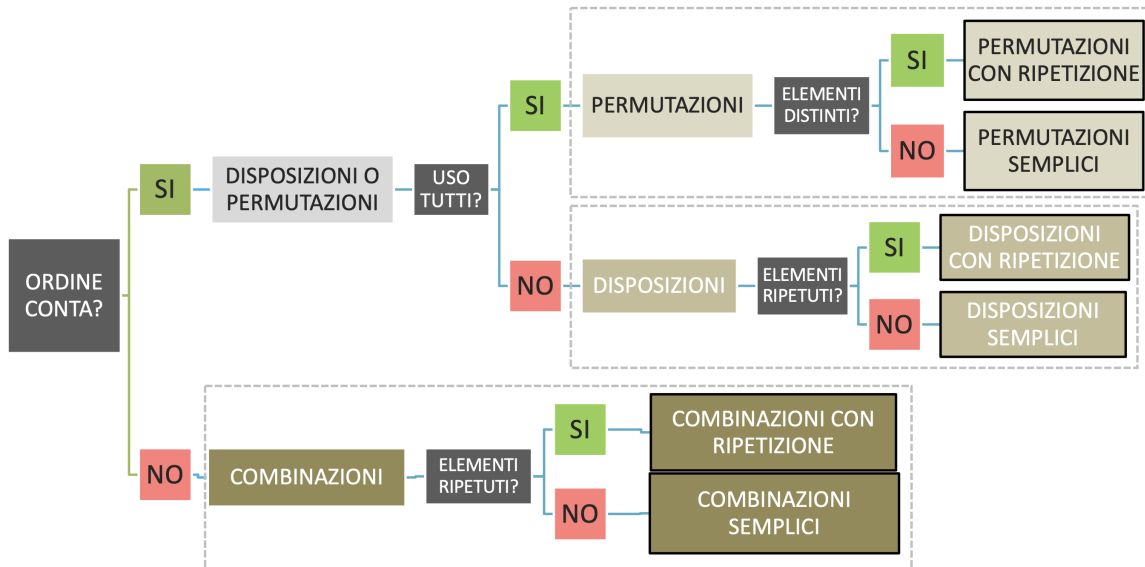 ORDINE
CONTA?
SI
DISPOSIZIONI O
PERMUTAZIONI
USO
TUTTI?
SI
PERMUTAZIONI
ELEMENTI
DISTINTI?
SI
PERMUTAZIONI
CON RIPETIZIONE
NO
PERMUTAZIONI
SEMPLICI
NO
DISPOSIZIONI
ELEMENTI
RIPETUTI?
SI
DISPOSIZIONI
CON RIPETIZIONE
NO
DISPOSIZIONI
SEMPLICI
NO
COMBINAZIONI
ELEMENTI
RIPETUTI?
SI
COMBINAZIONI CON
RIPETIZIONE
NO
COMBINAZIONI
SEMPLICI